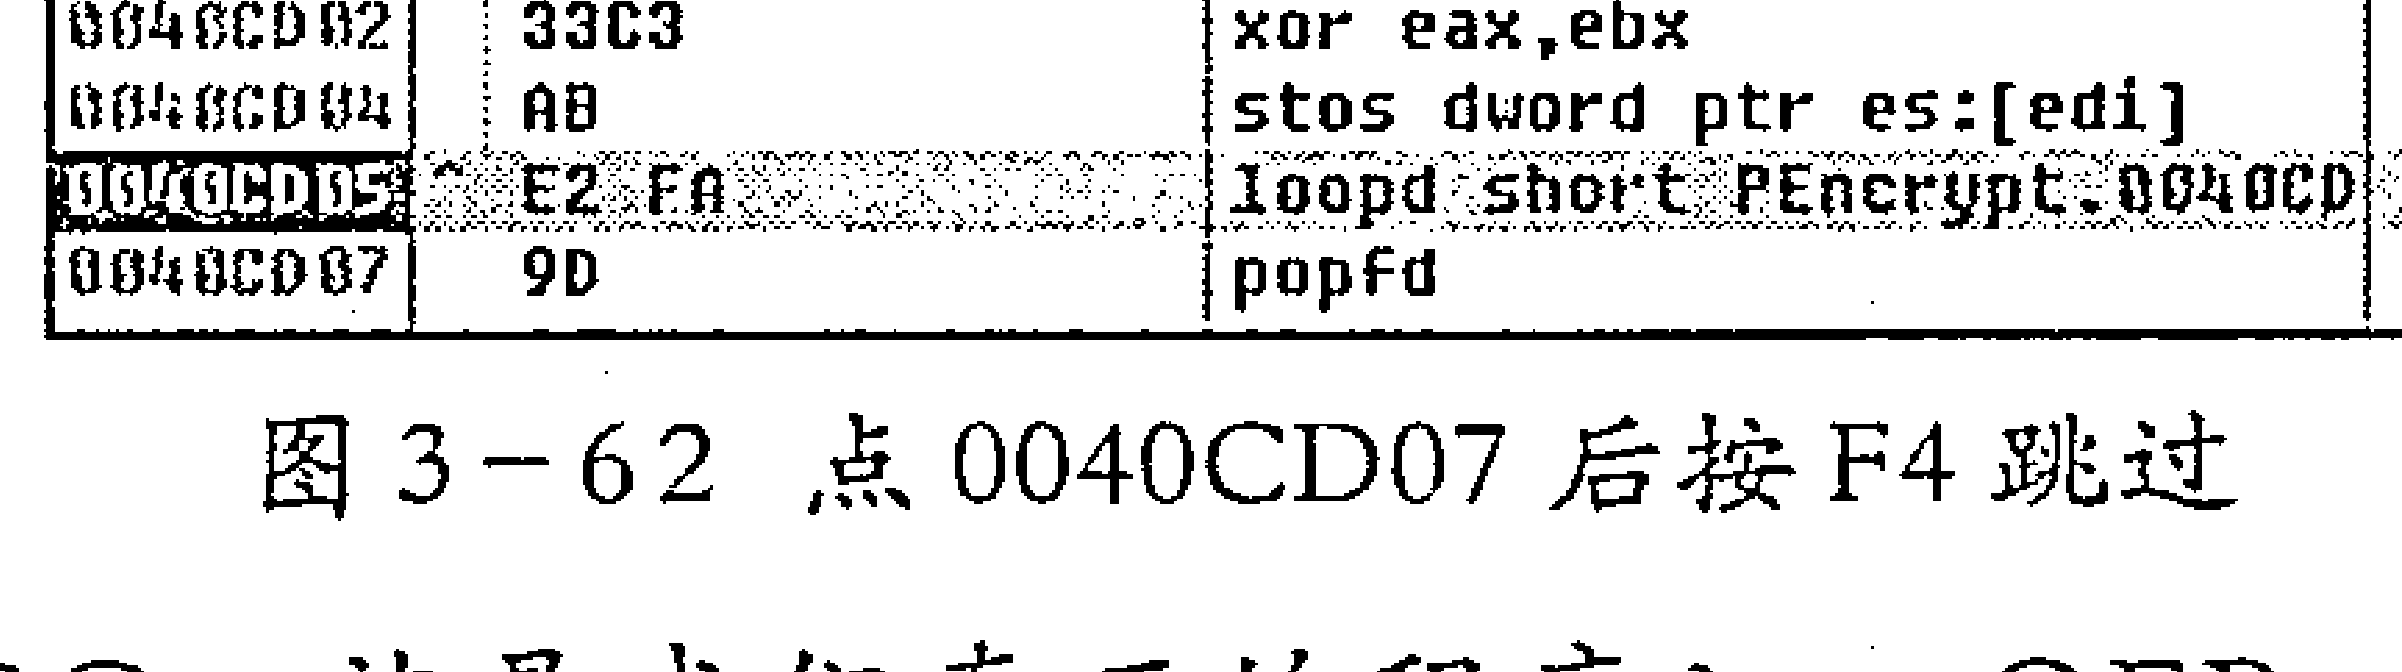 0040CD02 33C3 xor eax,ebx
0040CD04 AB stos dword ptr es:[edi]
0040CD05 ^ E2 FA loopd short PEncrypt.0040CD
0040CD07 9D popfd
图 3-62 点 0040CD07 后按 F4 跳过